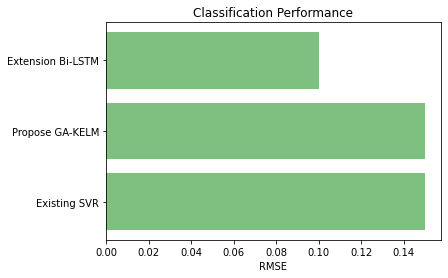 Classification Performance
Extension Bi-LSTM
Propose GA-KELM
Existing SVR
0.00 0.02 0.04 0.06 0.08 0.10 0.12 0.14
RMSE